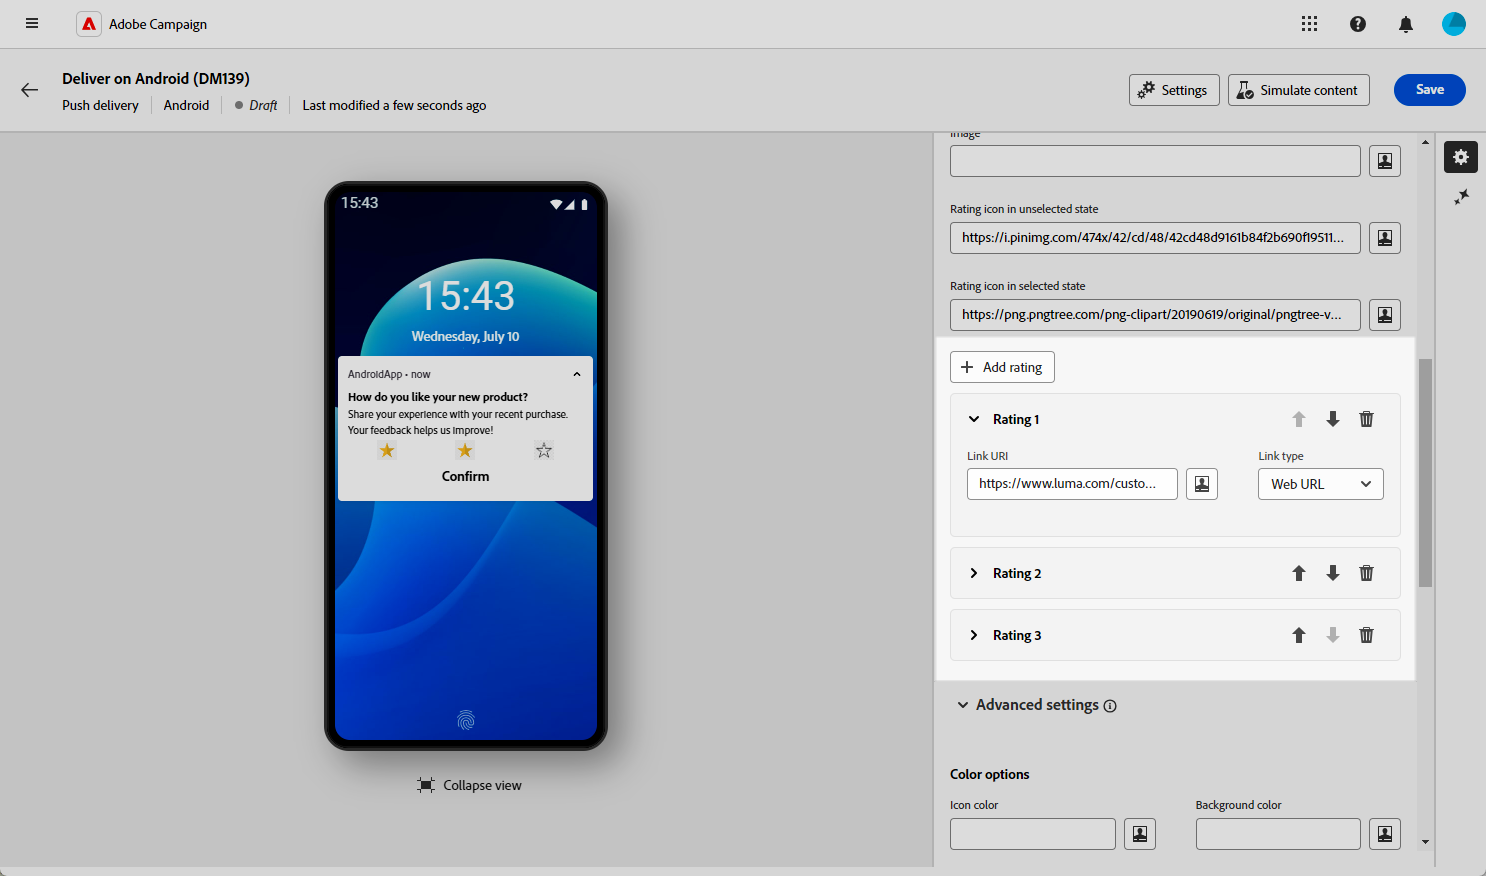 Adobe Campaign
Deliver on Android (DM139)
Push delivery
Android
Draft
Last modified a few seconds ago
Settings
Simulate content
Save
15:43
15:43
Wednesday, July 10
AndroidApp • now
How do you like your new product?
Share your experience with your recent purchase.
Your feedback helps us improve!
Confirm
Collapse view
Image
Rating icon in unselected state
https://i.pinimg.com/474x/42/cd/48/42cd48d9161b84f2b690f19511...
Rating icon in selected state
https://png.pngtree.com/png-clipart/20190619/original/pngtree-v...
Add rating
Rating 1
Link URI
Link type
https://www.luma.com/custo...
Web URL
Rating 2
Rating 3
Advanced settings
Color options
Icon color
Background color